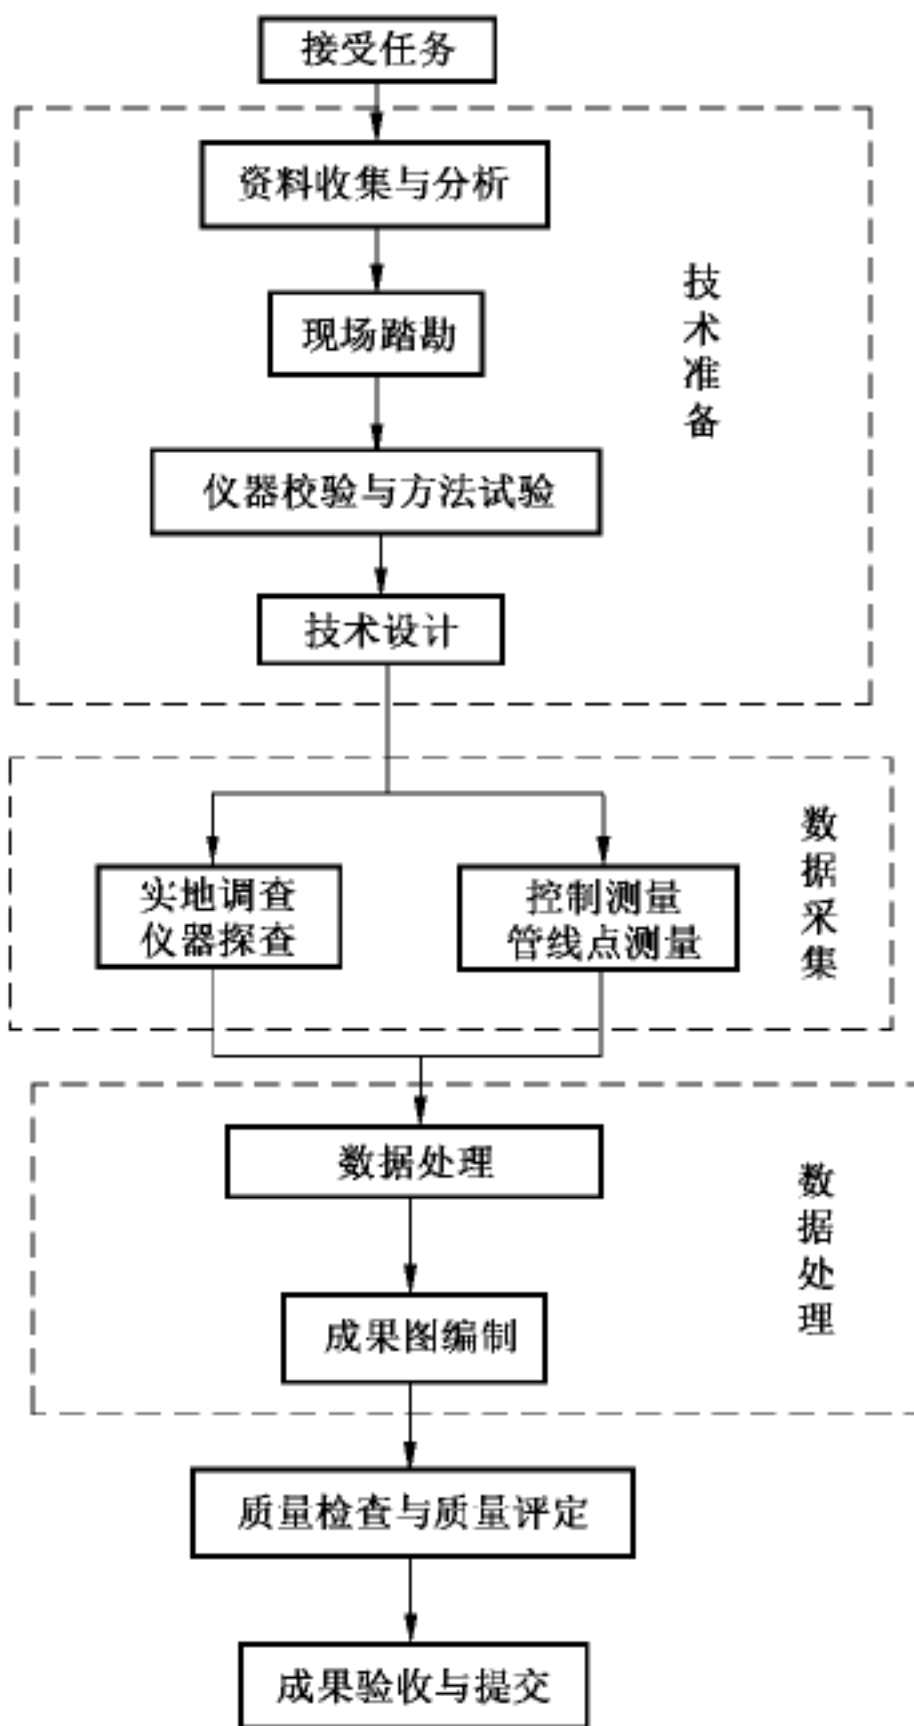 接受任务
资料收集与分析
现场踏勘
仪器校验与方法试验
技术设计
技术准备
实地调查
仪器探查
控制测量
管线点测量
数据采集
数据处理
成果图编制
数据处理
质量检查与质量评定
成果验收与提交